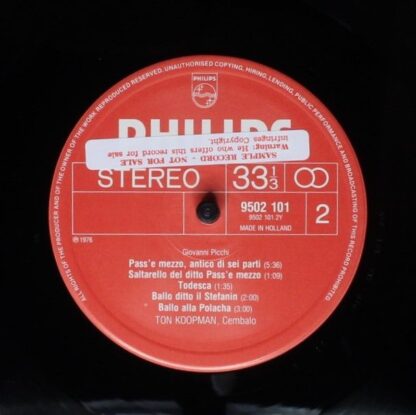 ALL RIGHTS OF THE PRODUCER AND OF THE OWNER OF THE WORK REPRODUCED RESERVED. UNAUTHORISED COPYING, HIRING, LENDING, PUBLIC PERFORMANCE AND BROADCASTING OF THIS RECORD PROHIBITED
PHILIPS
PHILIPS
SAMPLE RECORD - NOT FOR SALE
Warning: He who offers this record for sale
infringes Copyright.
STEREO 33 1/3
9502 101
9502 101.2Y
MADE IN HOLLAND
2
℗ 1976
Giovanni Picchi
Pass'e mezzo, antico di sei parti (5:36)
Saltarello del ditto Pass'e mezzo (1:09)
Todesca (1:35)
Ballo ditto il Stefanin (2:00)
Ballo alla Polacha (3:00)
TON KOOPMAN, Cembalo